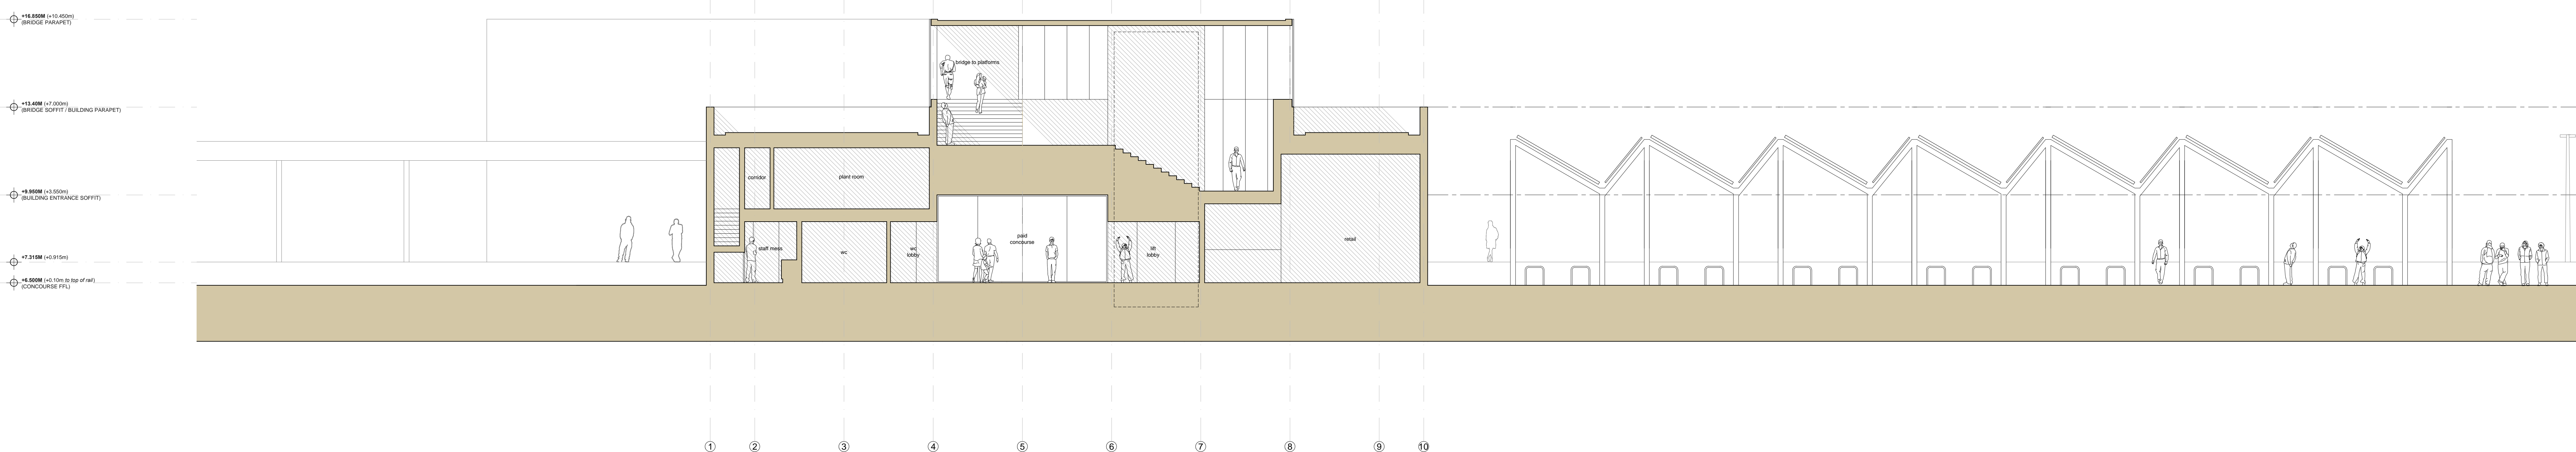 +16.850M (+10.450m)
(BRIDGE PARAPET)
bridge to platforms
+13.40M (+7.000m)
(BRIDGE SOFFIT / BUILDING PARAPET)
corridor
plant room
+9.950M (+3.550m)
(BUILDING ENTRANCE SOFFIT)
staff mess
wc
wc
lobby
paid
concourse
lift
lobby
retail
+7.315M (+0.915m)
+6.500M (+0.10m to top of rail)
(CONCOURSE FFL)
1
2
3
4
5
6
7
8
9
10